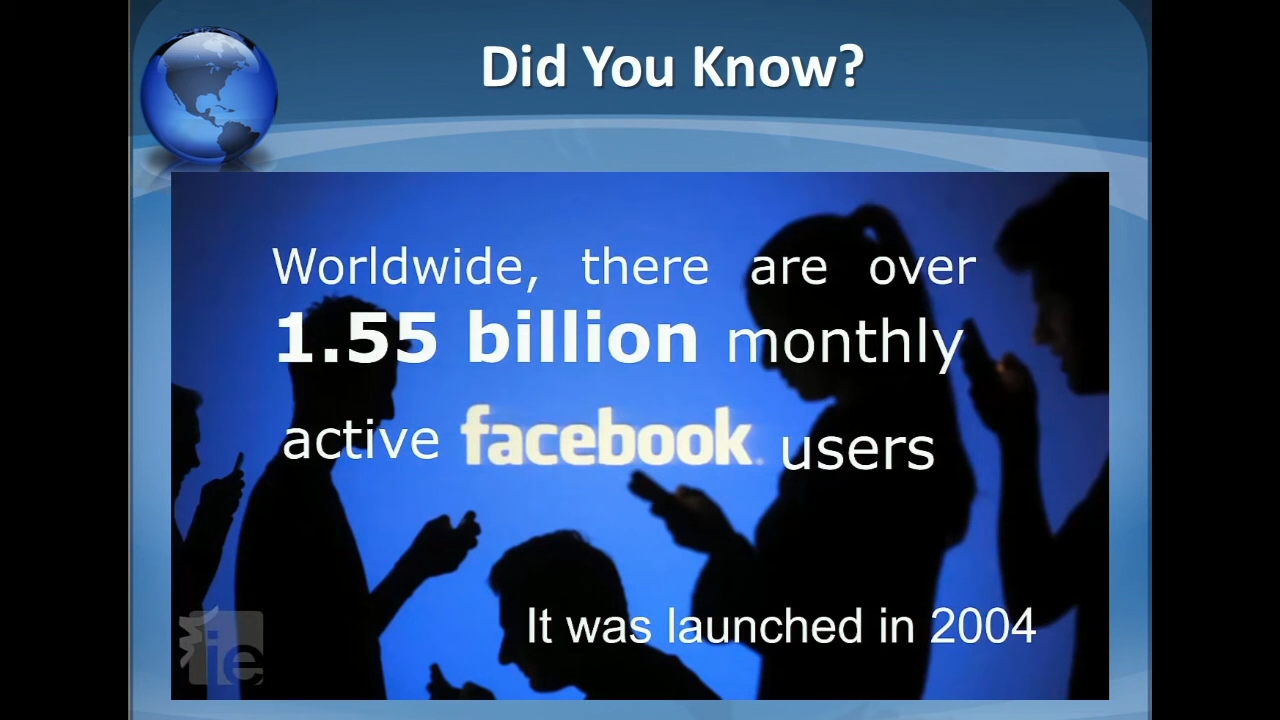 Did You Know?
Worldwide, there are over
1.55 billion monthly
active facebook users
It was launched in 2004
ie